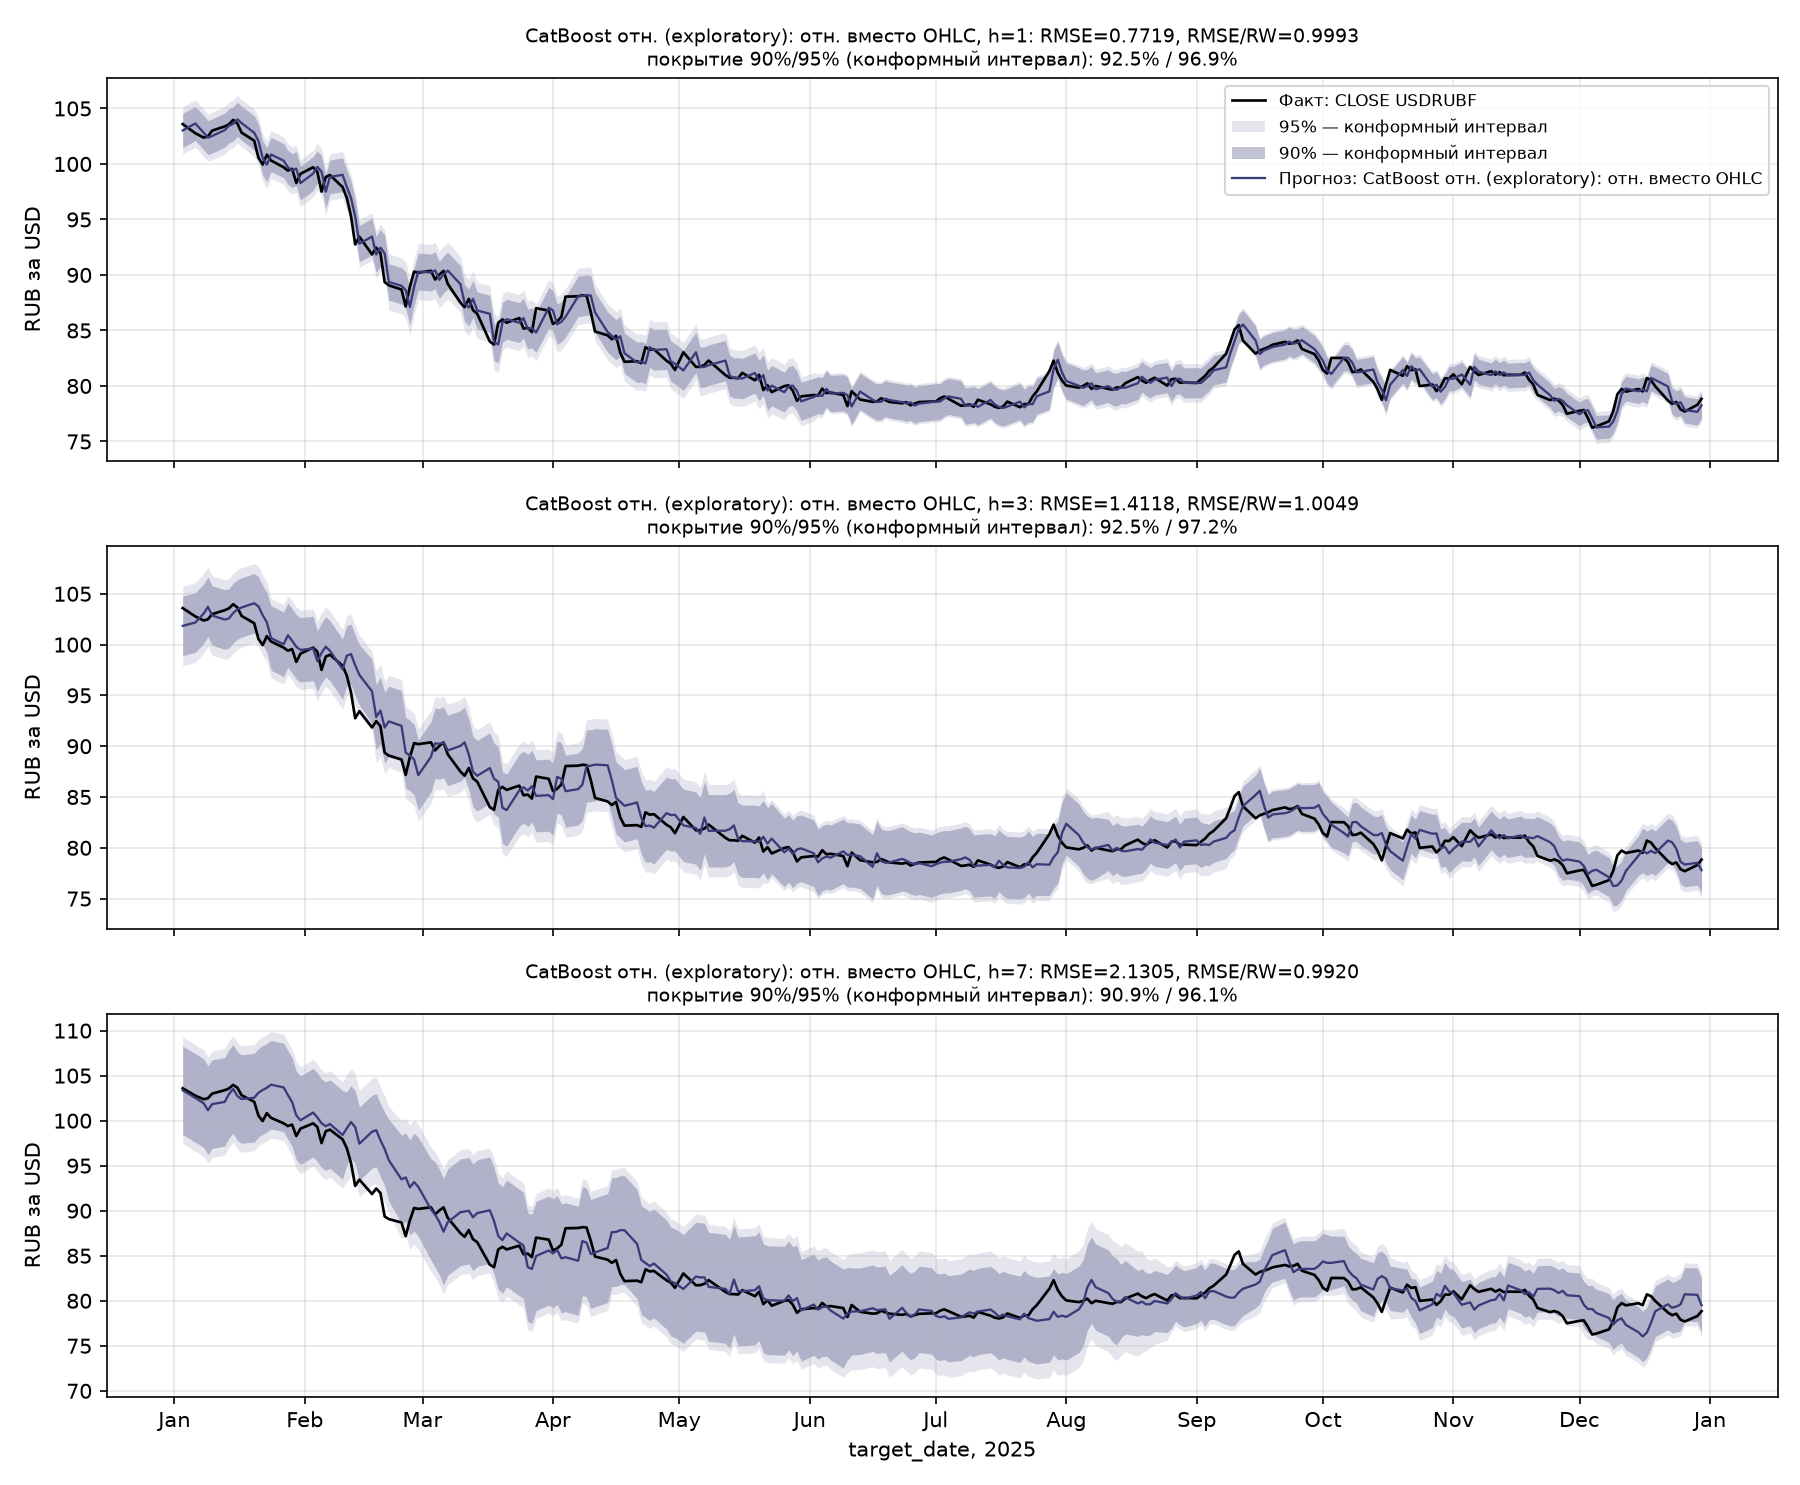 CatBoost отн. (exploratory): отн. вместо OHLC, h=1: RMSE=0.7719, RMSE/RW=0.9993
покрытие 90%/95% (конформный интервал): 92.5% / 96.9%
RUB за USD
105
100
95
90
85
80
75
Факт: CLOSE USDRUBF
95% — конформный интервал
90% — конформный интервал
Прогноз: CatBoost отн. (exploratory): отн. вместо OHLC
CatBoost отн. (exploratory): отн. вместо OHLC, h=3: RMSE=1.4118, RMSE/RW=1.0049
покрытие 90%/95% (конформный интервал): 92.5% / 97.2%
RUB за USD
105
100
95
90
85
80
75
CatBoost отн. (exploratory): отн. вместо OHLC, h=7: RMSE=2.1305, RMSE/RW=0.9920
покрытие 90%/95% (конформный интервал): 90.9% / 96.1%
RUB за USD
110
105
100
95
90
85
80
75
70
Jan Feb Mar Apr May Jun Jul Aug Sep Oct Nov Dec Jan
target_date, 2025